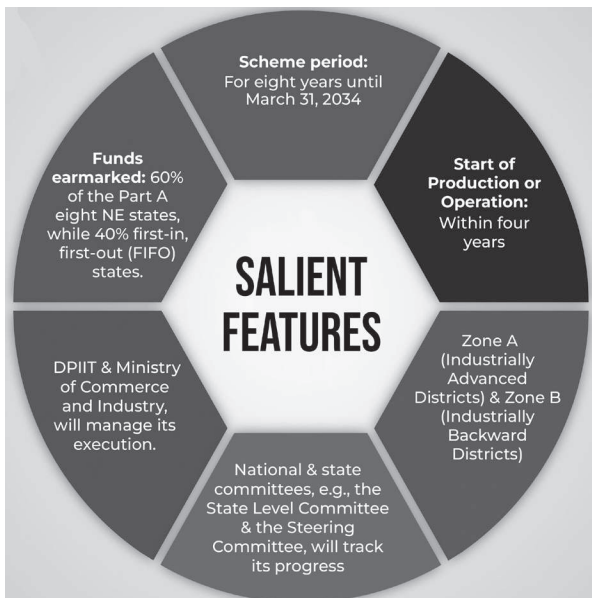 SALIENT
FEATURES
Scheme period:
For eight years until
March 31, 2034
Start of
Production or
Operation:
Within four
years
Zone A
(Industrially
Advanced
Districts) & Zone B
(Industrially
Backward
Districts)
National & state
committees, e.g., the
State Level Committee
& the Steering
Committee, will track
its progress
DPIIT & Ministry
of Commerce
and Industry,
will manage its
execution.
Funds
earmarked: 60%
of the Part A
eight NE states,
while 40% first-in,
first-out (FIFO)
states.